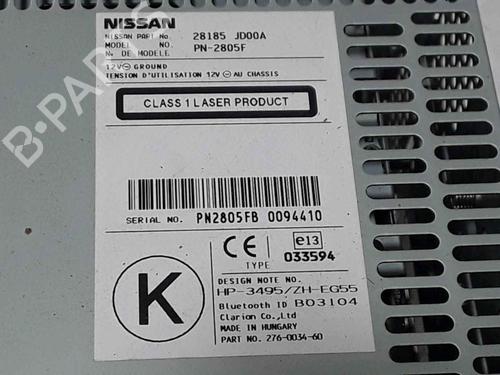 NISSAN
NISSAN PART No. 28185 JD00A
MODEL NO. PN-2805F
N. DE MODELE
12V⊖ GROUND
TENSION D'UTILISATION 12V⊖ AU CHASSIS
CLASS 1 LASER PRODUCT
SERIAL NO. PN2805FB 0094410
CE e13
TYPE 033594
DESIGN NOTE NO.
HP-3495/ZH-EG55
Bluetooth ID B03104
Clarion Co.,Ltd
MADE IN HUNGARY
PART NO. 276-0034-60
K
B-PARTS